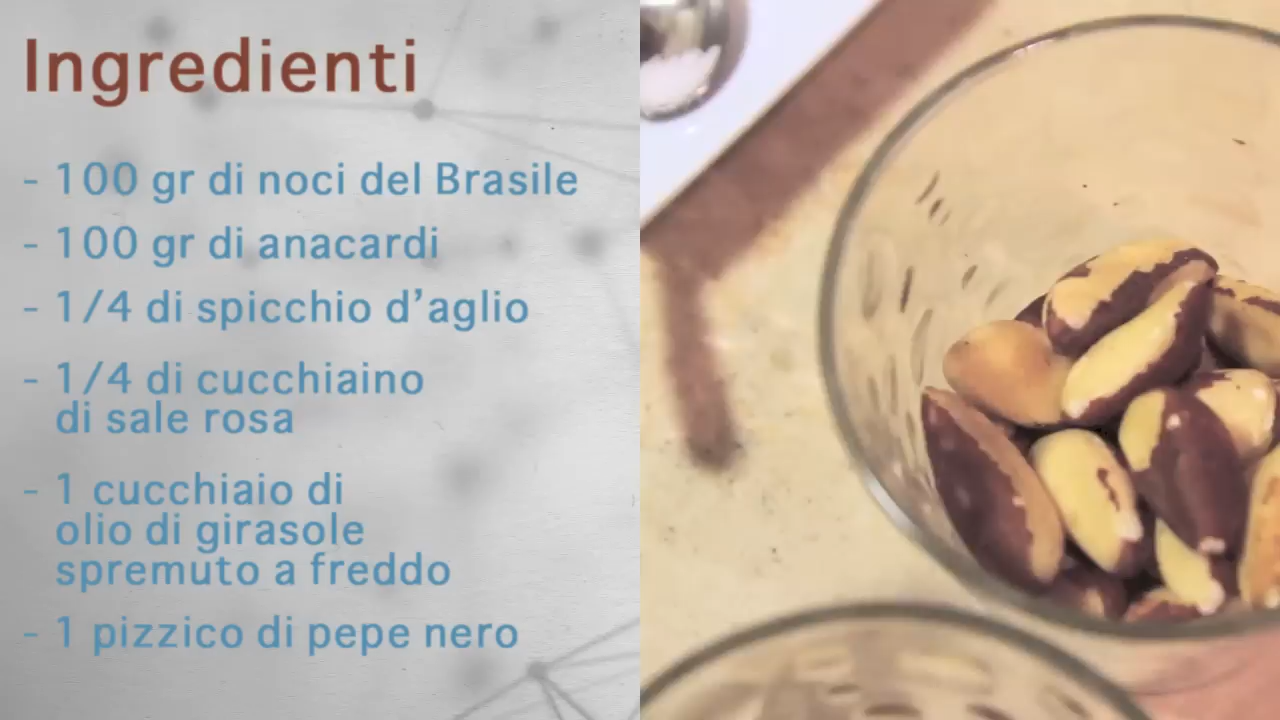 Ingredienti
- 100 gr di noci del Brasile
- 100 gr di anacardi
- 1/4 di spicchio d’aglio
- 1/4 di cucchiaino
di sale rosa
- 1 cucchiaio di
olio di girasole
spremuto a freddo
- 1 pizzico di pepe nero